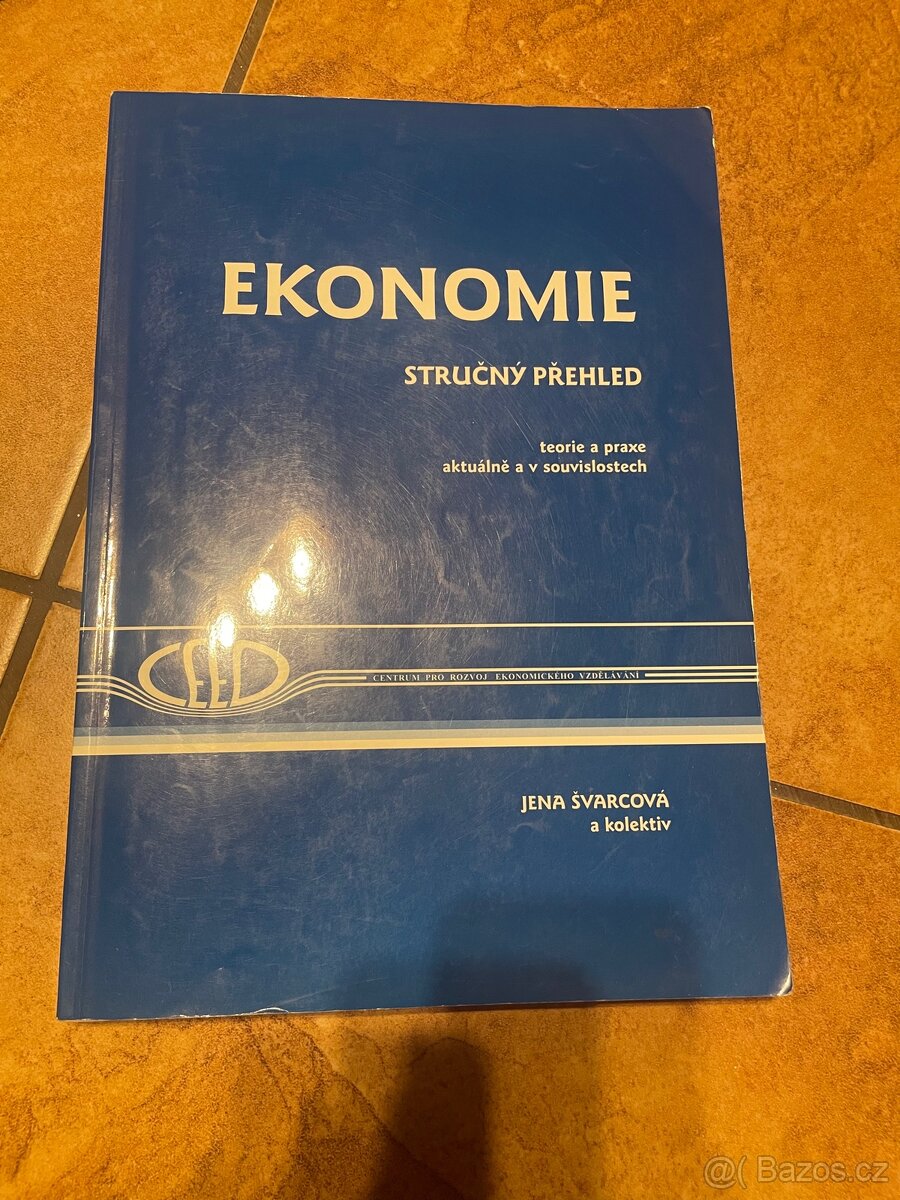 EKONOMIE
STRUČNÝ PŘEHLED
teorie a praxe
aktuálně a v souvislostech
CEED
CENTRUM PRO ROZVOJ EKONOMICKÉHO VZDĚLÁVÁNÍ
JENA ŠVARCOVÁ
a kolektiv
@( Bazos.cz